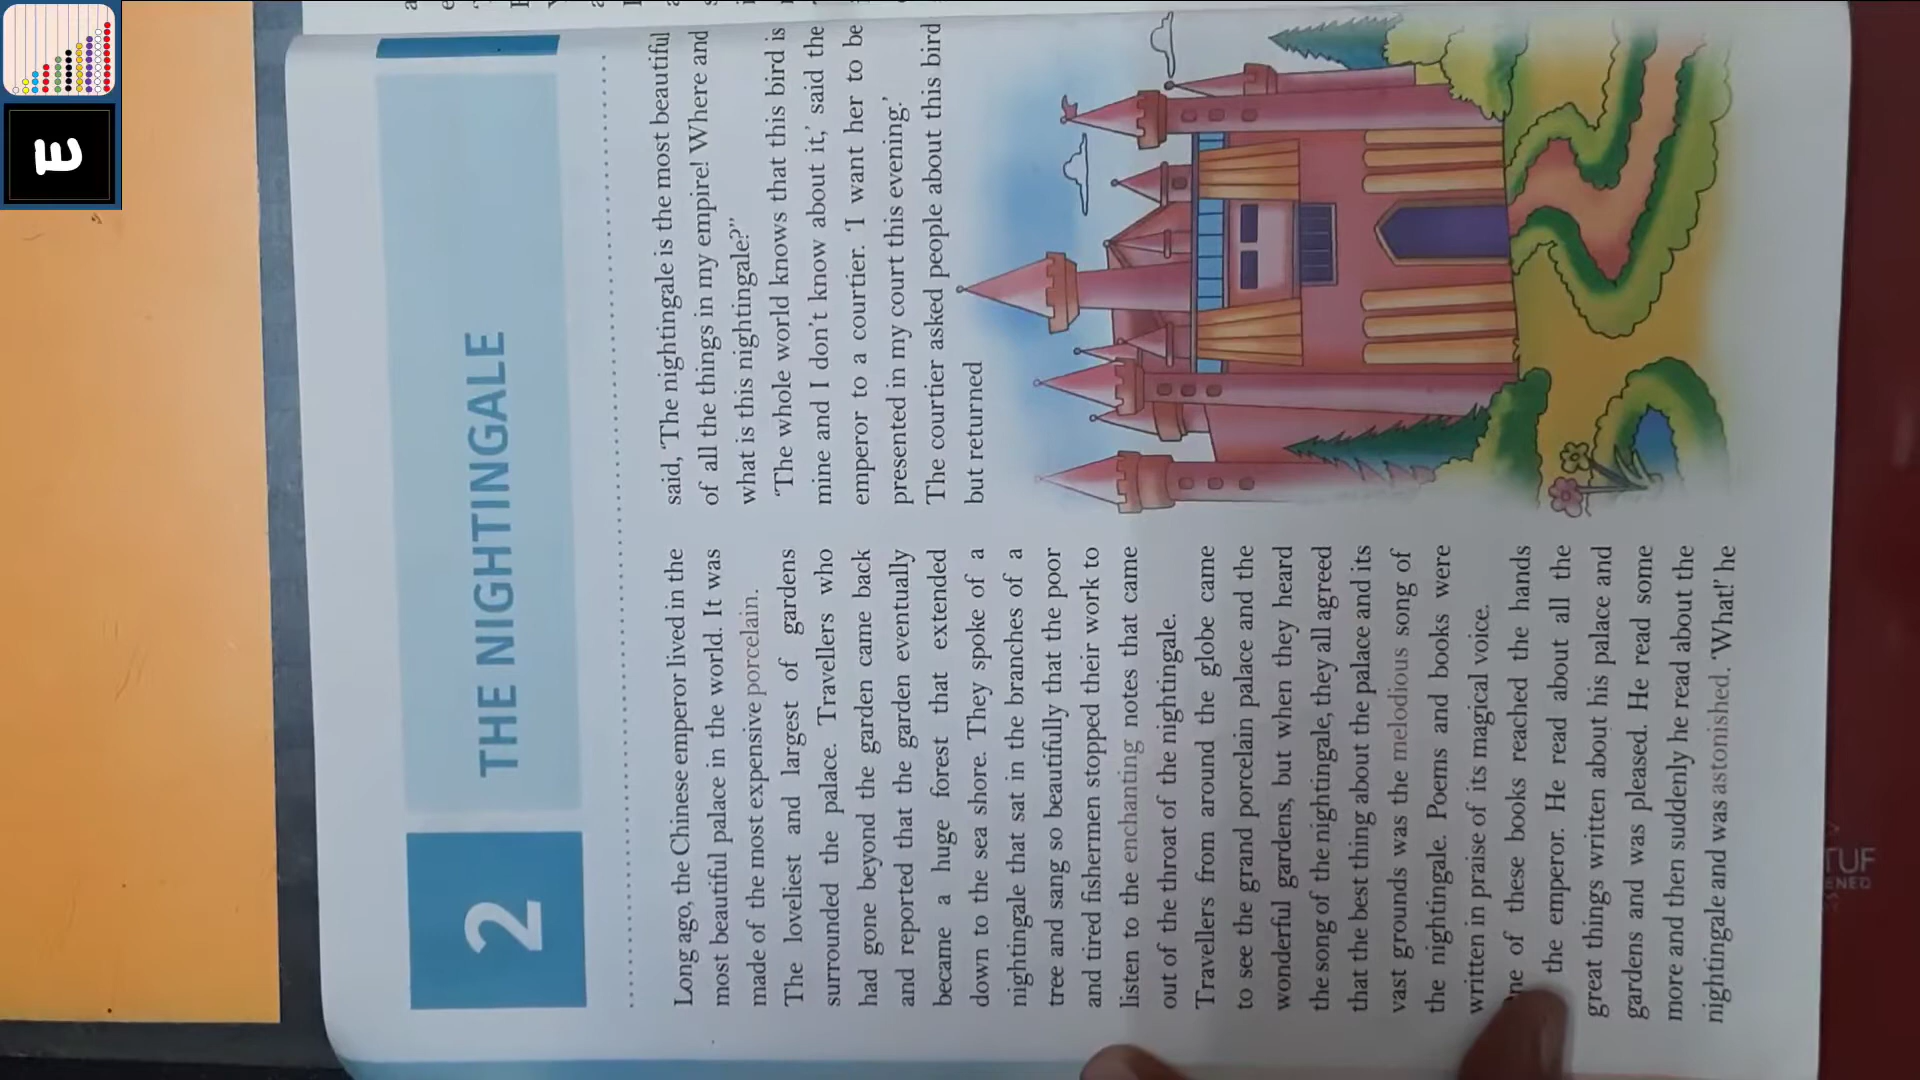 2
THE NIGHTINGALE
Long ago, the Chinese emperor lived in the
most beautiful palace in the world. It was
made of the most expensive porcelain.
The loveliest and largest of gardens
surrounded the palace. Travellers who
had gone beyond the garden came back
and reported that the garden eventually
became a huge forest that extended
down to the sea shore. They spoke of a
nightingale that sat in the branches of a
tree and sang so beautifully that the poor
and tired fishermen stopped their work to
listen to the enchanting notes that came
out of the throat of the nightingale.
Travellers from around the globe came
to see the grand porcelain palace and the
wonderful gardens, but when they heard
the song of the nightingale, they all agreed
that the best thing about the palace and its
vast grounds was the melodious song of
the nightingale. Poems and books were
written in praise of its magical voice.
of these books reached the hands
the emperor. He read about all the
great things written about his palace and
gardens and was pleased. He read some
more and then suddenly he read about the
nightingale and was astonished. 'What!' he
said, 'The nightingale is the most beautiful
of all the things in my empire! Where and
what is this nightingale?"
'The whole world knows that this bird is
mine and I don't know about it,' said the
emperor to a courtier. 'I want her to be
presented in my court this evening.'
The courtier asked people about this bird
but returned
E